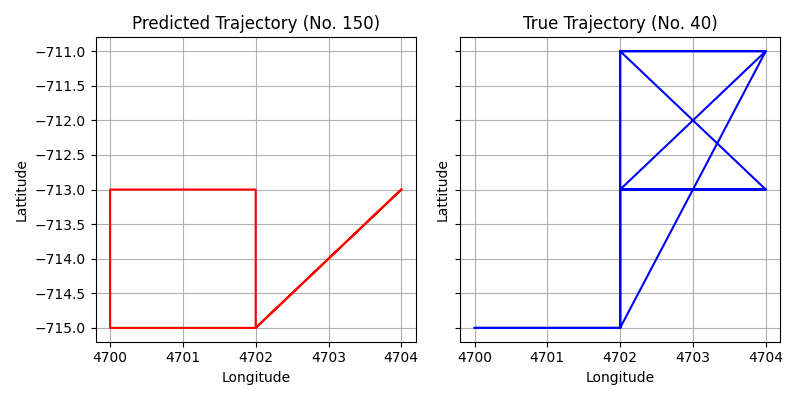 Predicted Trajectory (No. 150)
True Trajectory (No. 40)
−711.0
−711.5
−712.0
−712.5
−713.0
−713.5
−714.0
−714.5
−715.0
Lattitude
Lattitude
4700 4701 4702 4703 4704
4700 4701 4702 4703 4704
Longitude
Longitude